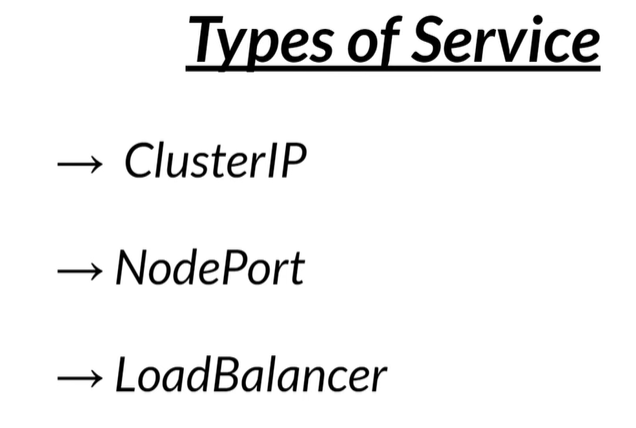 Types of Service
→ ClusterIP
→ NodePort
→ LoadBalancer